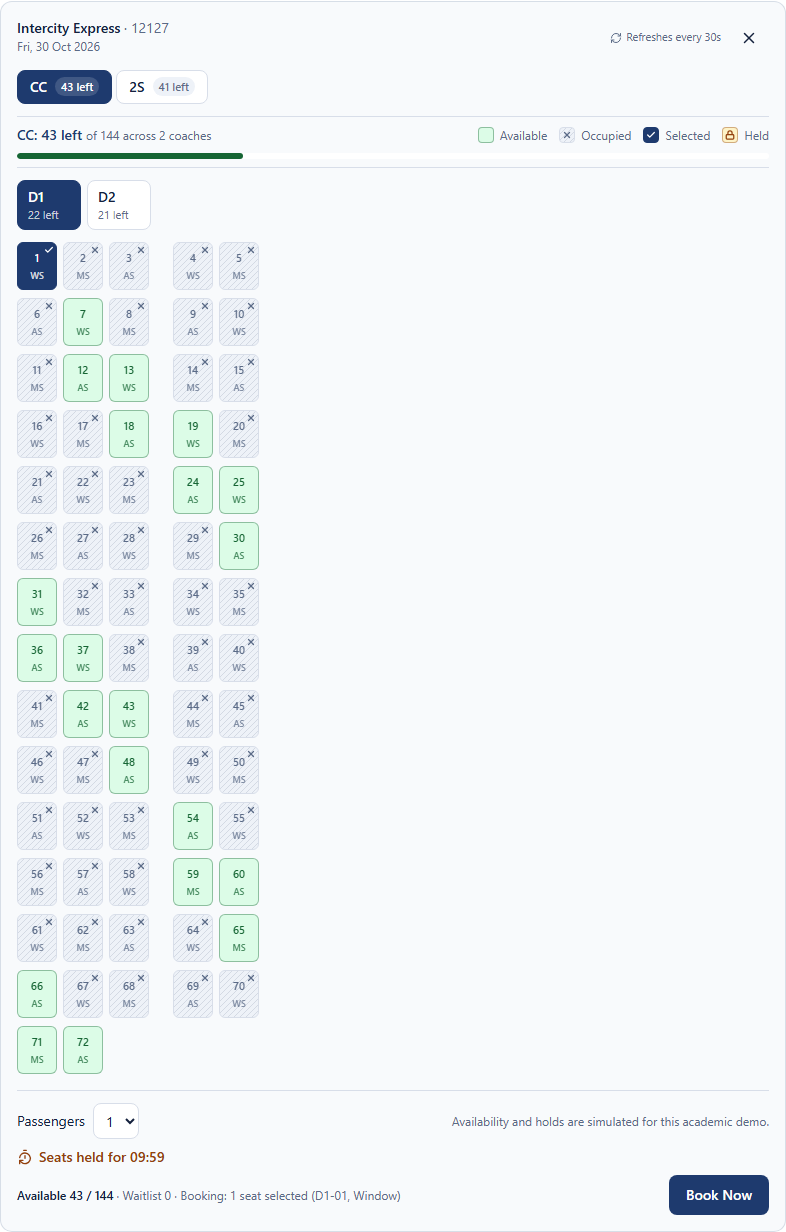 Intercity Express · 12127
Fri, 30 Oct 2026
Refreshes every 30s
CC 43 left 2S 41 left
CC: 43 left of 144 across 2 coaches
Available Occupied Selected Held
D1 D2
22 left 21 left
1 2 3 4 5
WS MS AS WS MS
6 7 8 9 10
AS WS MS AS WS
11 12 13 14 15
MS AS WS MS AS
16 17 18 19 20
WS MS AS WS MS
21 22 23 24 25
AS WS MS AS WS
26 27 28 29 30
MS AS WS MS AS
31 32 33 34 35
WS MS AS WS MS
36 37 38 39 40
AS WS MS AS WS
41 42 43 44 45
MS AS WS MS AS
46 47 48 49 50
WS MS AS WS MS
51 52 53 54 55
AS WS MS AS WS
56 57 58 59 60
MS AS WS MS AS
61 62 63 64 65
WS MS AS WS MS
66 67 68 69 70
AS WS MS AS WS
71 72
MS AS
Passengers 1
Availability and holds are simulated for this academic demo.
Seats held for 09:59
Available 43 / 144 · Waitlist 0 · Booking: 1 seat selected (D1-01, Window)
Book Now